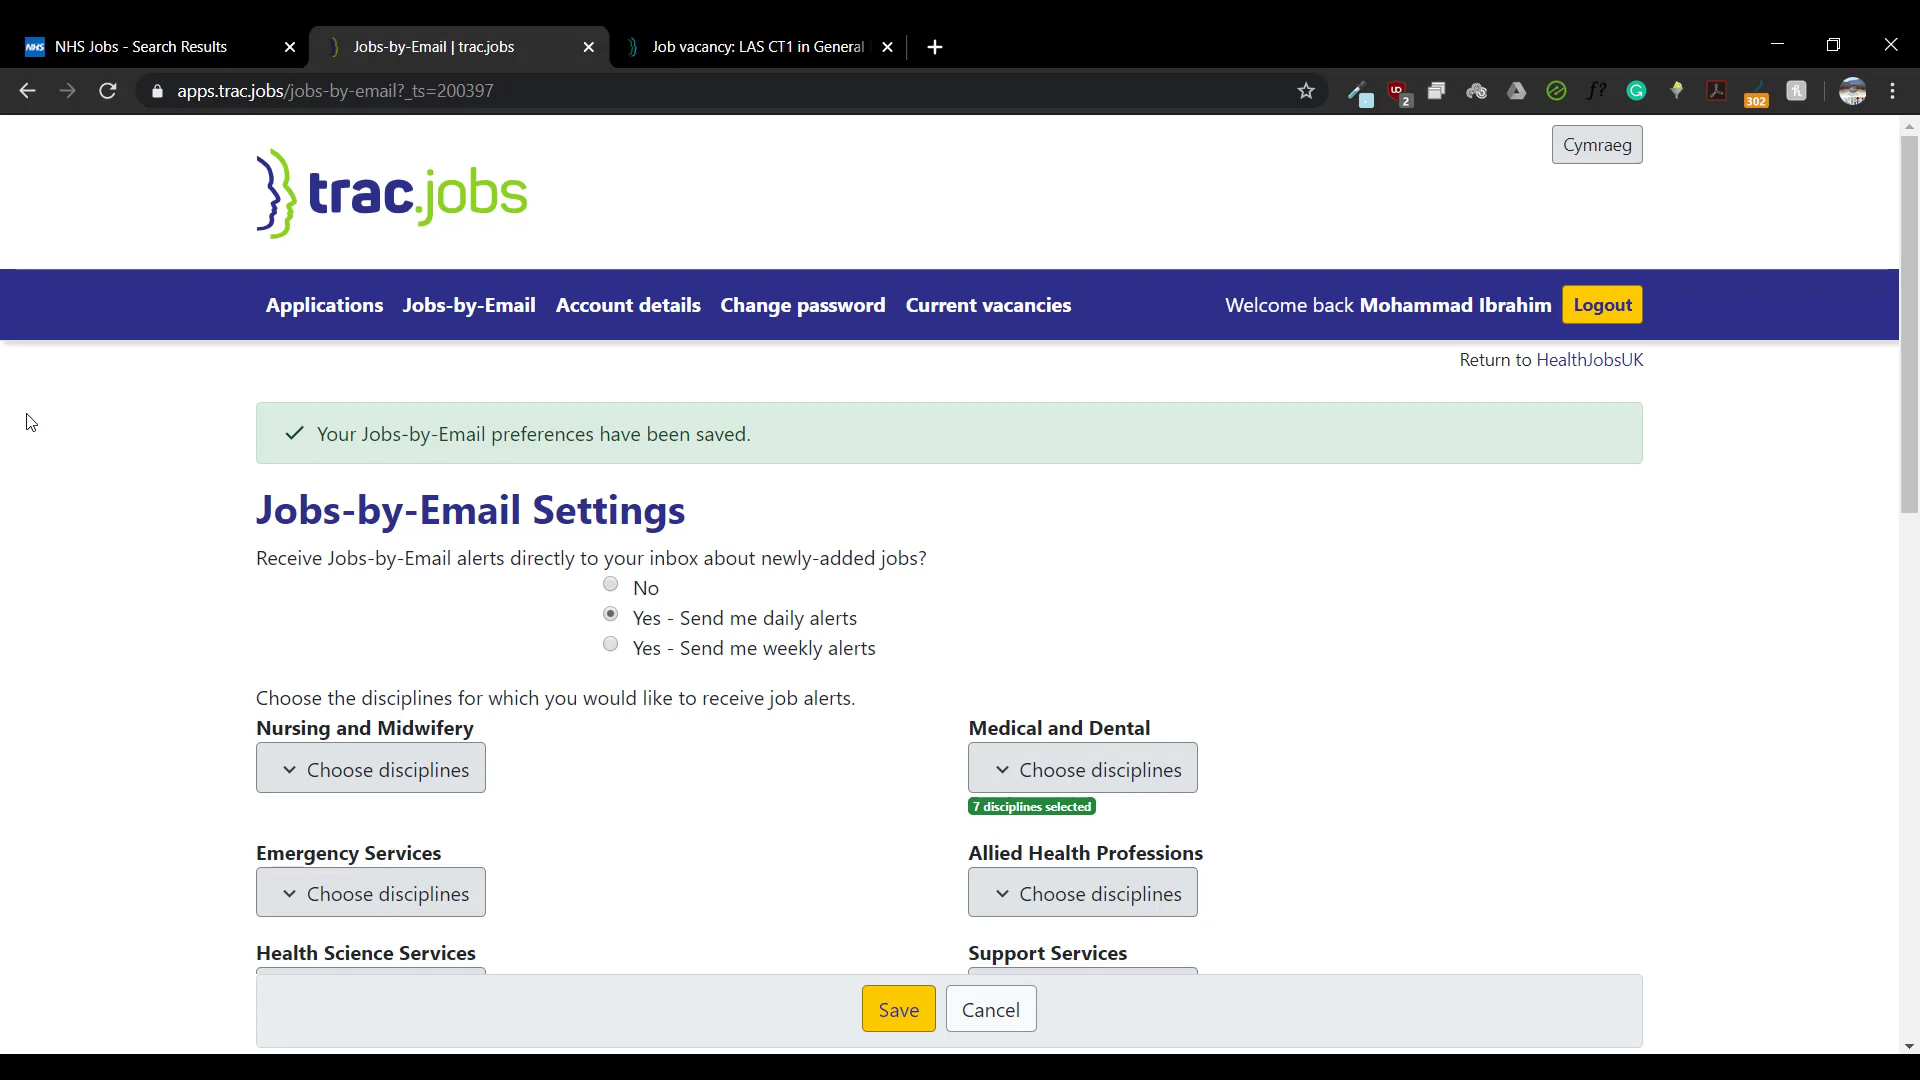 NHS Jobs - Search Results
Jobs-by-Email | trac.jobs
Job vacancy: LAS CT1 in General
apps.trac.jobs/jobs-by-email?_ts=200397
2
f?
302
Cymraeg
trac.jobs
Applications Jobs-by-Email Account details Change password Current vacancies Welcome back Mohammad Ibrahim Logout
Return to HealthJobsUK
Your Jobs-by-Email preferences have been saved.
Jobs-by-Email Settings
Receive Jobs-by-Email alerts directly to your inbox about newly-added jobs?
No
Yes - Send me daily alerts
Yes - Send me weekly alerts
Choose the disciplines for which you would like to receive job alerts.
Nursing and Midwifery
Choose disciplines
Medical and Dental
Choose disciplines
7 disciplines selected
Emergency Services
Choose disciplines
Allied Health Professions
Choose disciplines
Health Science Services
Support Services
Save Cancel